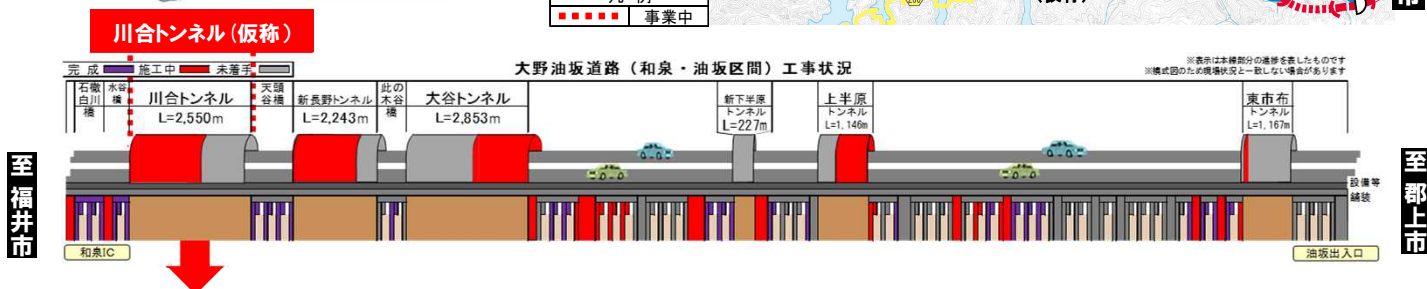 事業中
市
川合トンネル（仮称）
完 成 施工中 未着手
大野油坂道路（和泉・油坂区間）工事状況
※表示は本線部分の進捗を表したものです
※模式図のため現場状況と一致しない場合があります
石徹白川橋
水谷橋
川合トンネル
L=2,550m
天頭谷橋
新長野トンネル
L=2,243m
此の木谷橋
大谷トンネル
L=2,853m
新下半原
トンネル
L=227m
上半原
トンネル
L=1,146m
東市布
トンネル
L=1,167m
至 福井市
至 郡上市
設備等
舗装
和泉IC
油坂出入口